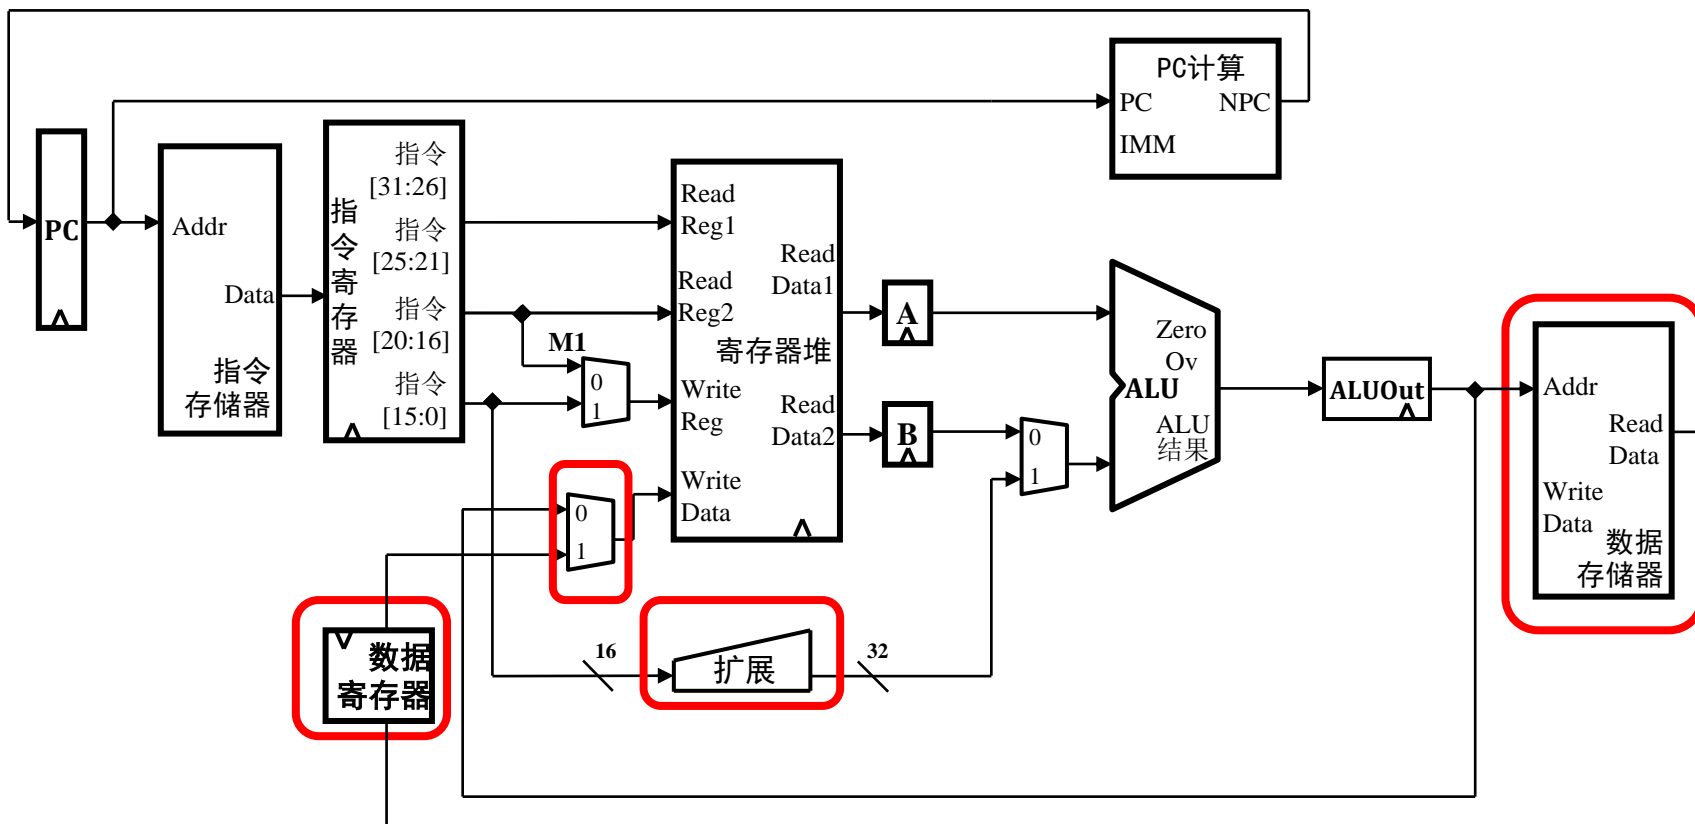 PC计算
PC
NPC
IMM
PC
Addr
Data
指令
存储器
指令寄存器
指令
[31:26]
指令
[25:21]
指令
[20:16]
指令
[15:0]
M1
0
1
0
1
Read
Reg1
Read
Reg2
Write
Reg
Write
Data
Read
Data1
寄存器堆
Read
Data2
A
B
0
1
Zero
Ov
ALU
ALU
结果
ALUOut
Addr
Read
Data
Write
Data
数据
存储器
数据
寄存器
16
扩展
32